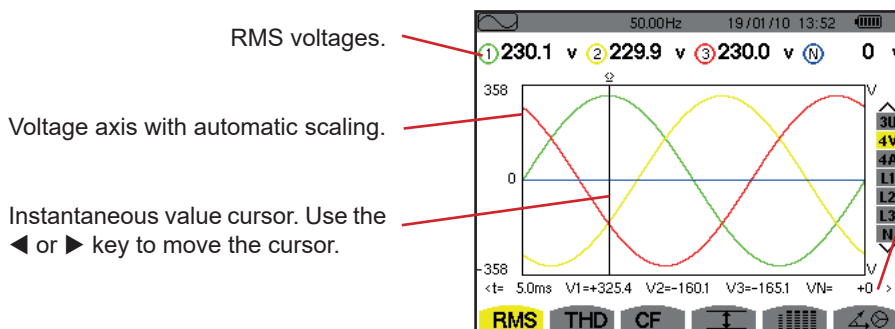 50.00Hz 19/01/10 13:52
RMS voltages.
1 230.1 v 2 229.9 v 3 230.0 v N 0 v
358 V
3U
Voltage axis with automatic scaling.
4V
4A
L1
0
L2
L3
N
Instantaneous value cursor. Use the
◄ or ► key to move the cursor.
-358 V
<t= 5.0ms V1=+325.4 V2=-160.1 V3=-165.1 VN= +0 >
RMS THD CF